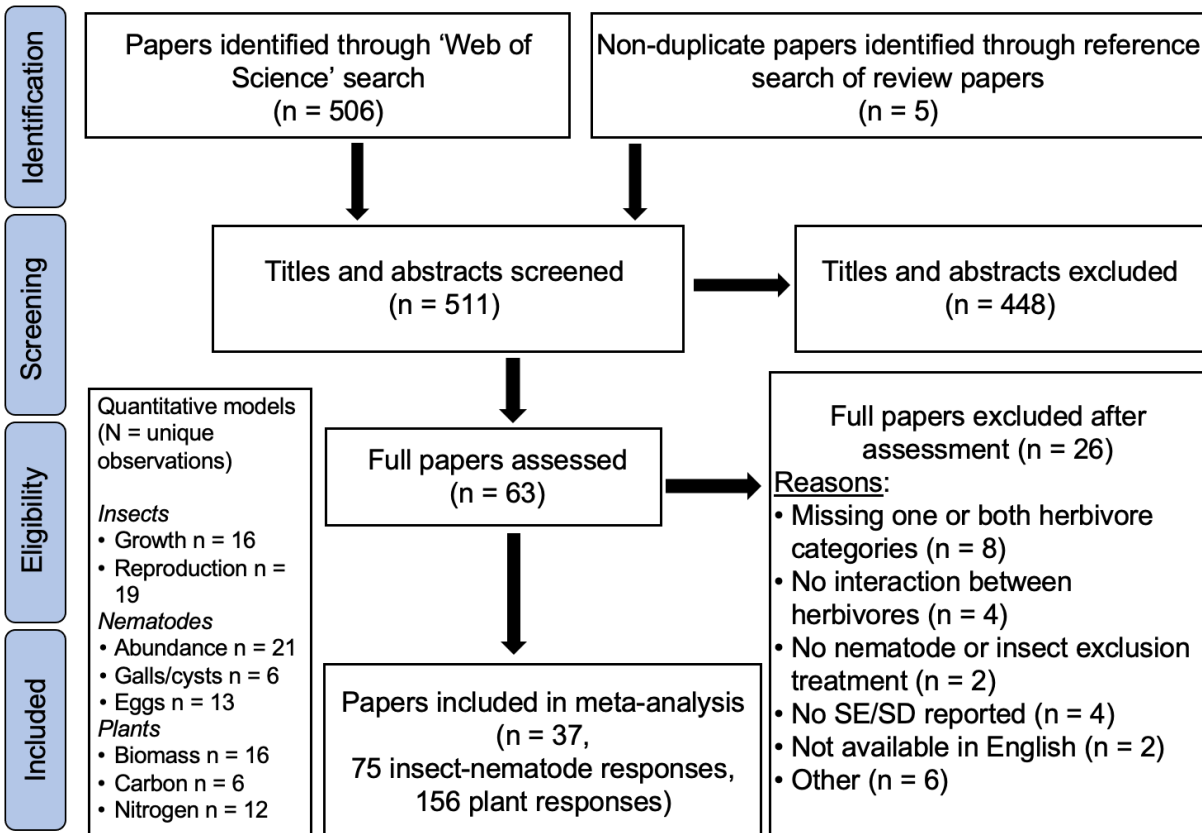 Identification
Papers identified through ‘Web of
Science’ search
(n = 506)
Non-duplicate papers identified through reference
search of review papers
(n = 5)
Screening
Titles and abstracts screened
(n = 511)
Titles and abstracts excluded
(n = 448)
Eligibility
Quantitative models
(N = unique
observations)
Insects
• Growth n = 16
• Reproduction n =
19
Nematodes
• Abundance n = 21
• Galls/cysts n = 6
• Eggs n = 13
Plants
• Biomass n = 16
• Carbon n = 6
• Nitrogen n = 12
Full papers assessed
(n = 63)
Full papers excluded after
assessment (n = 26)
Reasons:
• Missing one or both herbivore
categories (n = 8)
• No interaction between
herbivores (n = 4)
• No nematode or insect exclusion
treatment (n = 2)
• No SE/SD reported (n = 4)
• Not available in English (n = 2)
• Other (n = 6)
Included
Papers included in meta-analysis
(n = 37,
75 insect-nematode responses,
156 plant responses)